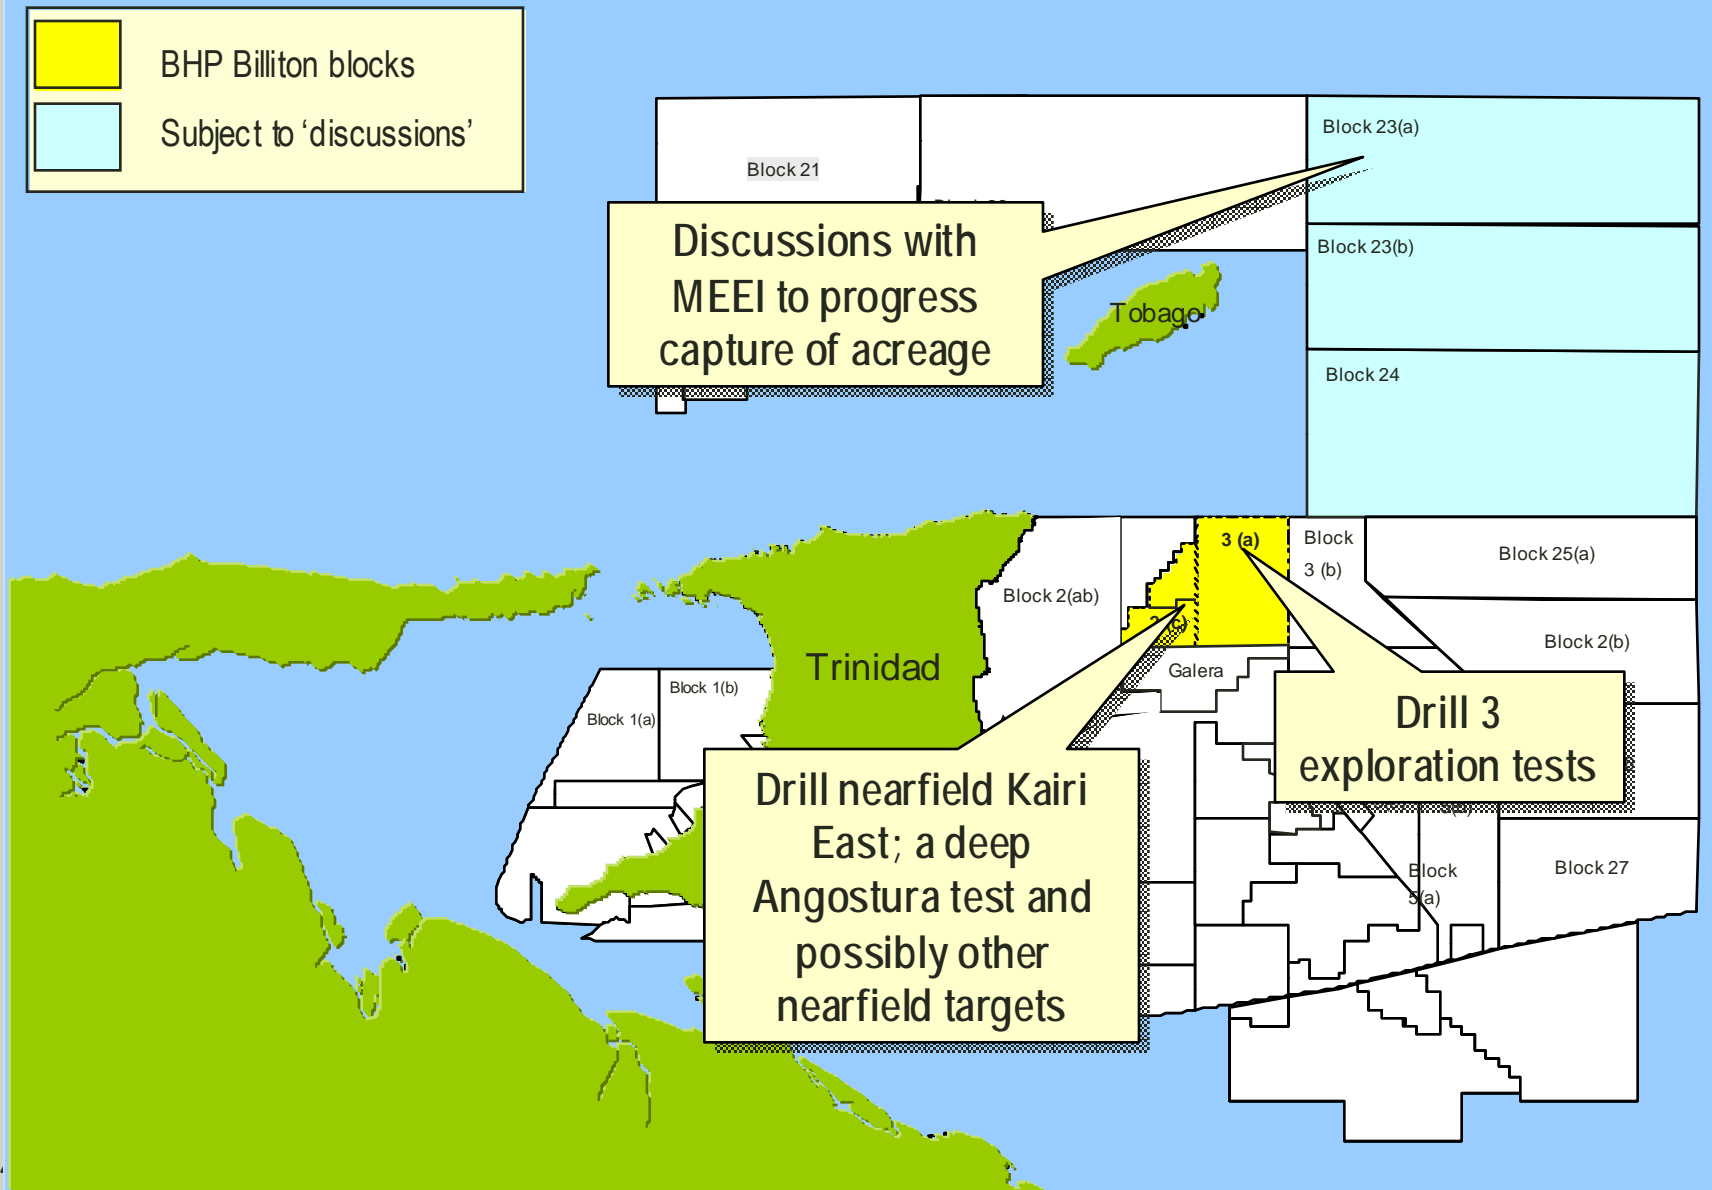 BHP Billiton blocks
Subject to ‘discussions’
Block 21
Block 23(a)
Discussions with
MEEI to progress
capture of acreage
Block 23(b)
Tobago
Block 24
3 (a)
Block
3 (b)
Block 25(a)
Block 2(ab)
Block 2(b)
Trinidad
Galera
Block 1(b)
Block 1(a)
Drill 3
exploration tests
Drill nearfield Kairi
East; a deep
Angostura test and
possibly other
nearfield targets
Block
5(a)
Block 27